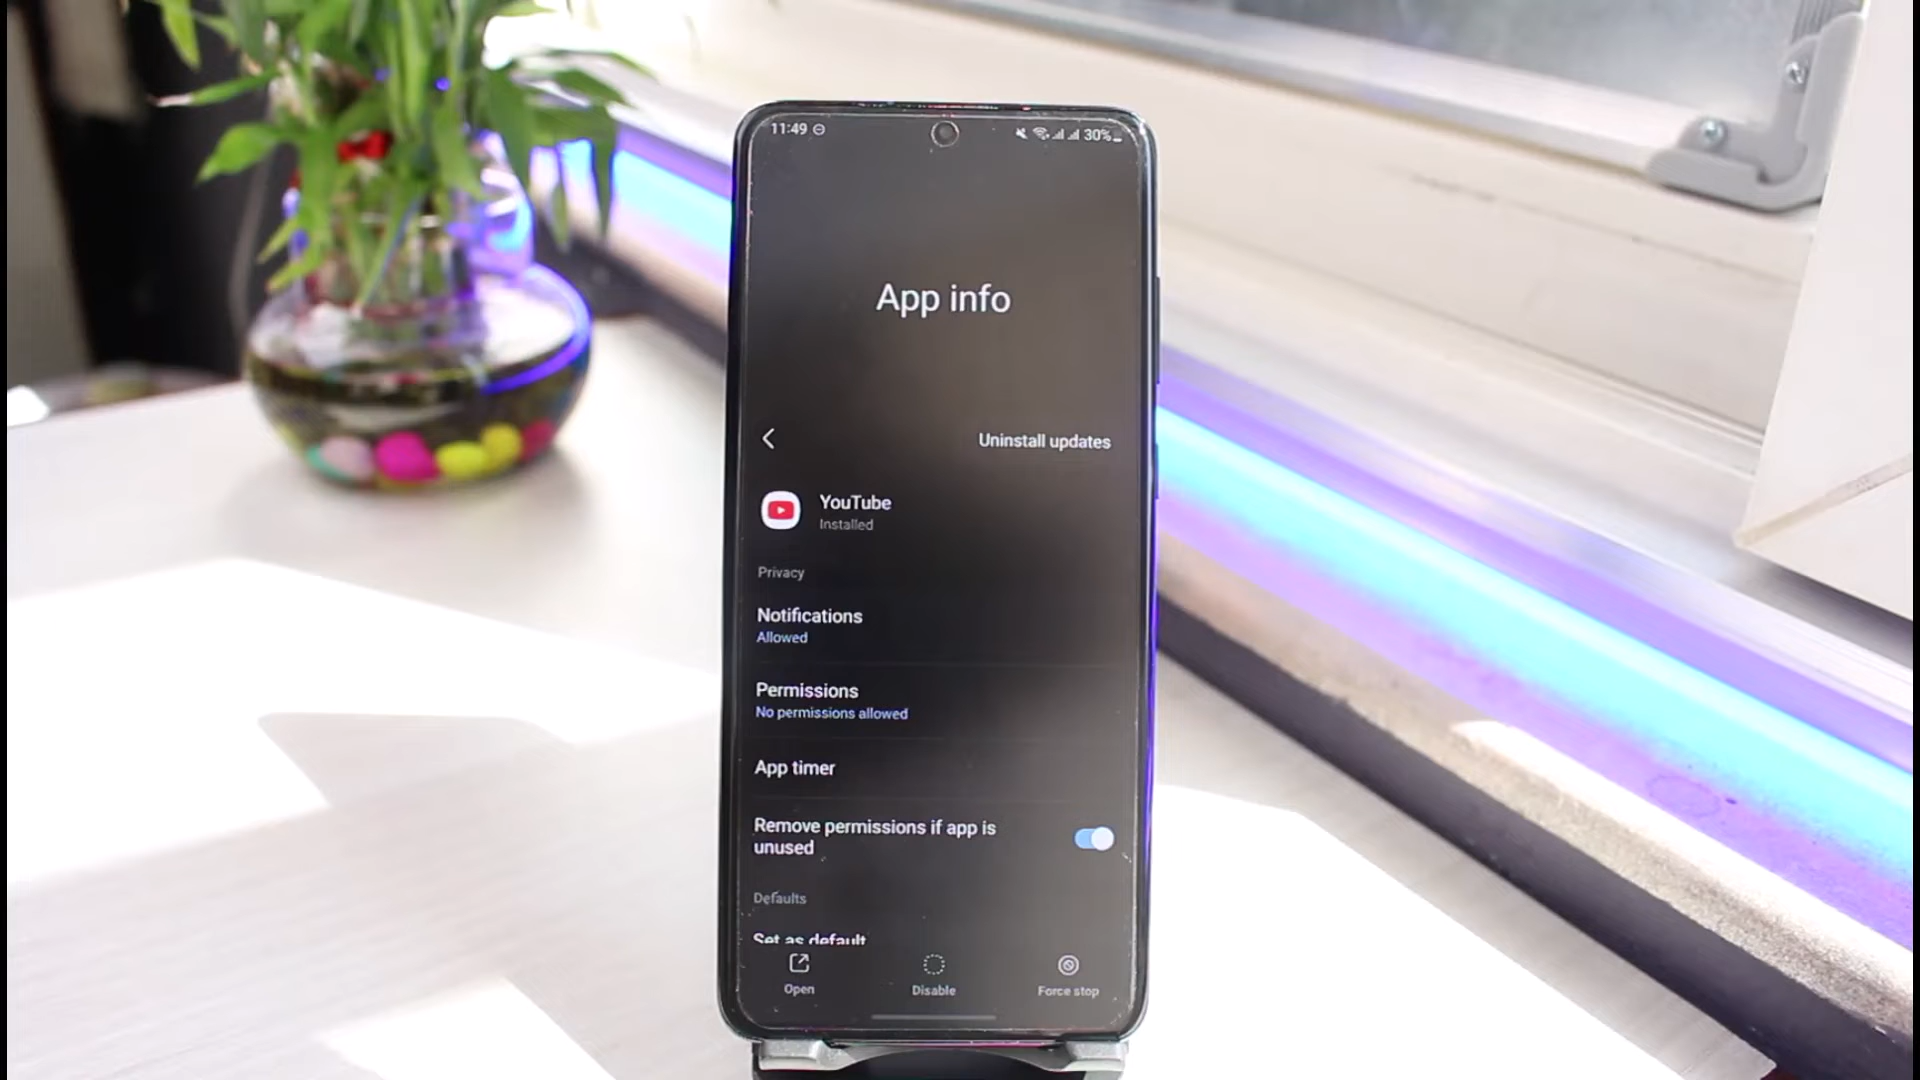 11:49
30%
App info
Uninstall updates
YouTube
Installed
Privacy
Notifications
Allowed
Permissions
No permissions allowed
App timer
Remove permissions if app is
unused
Defaults
Set as default
Open
Disable
Force stop